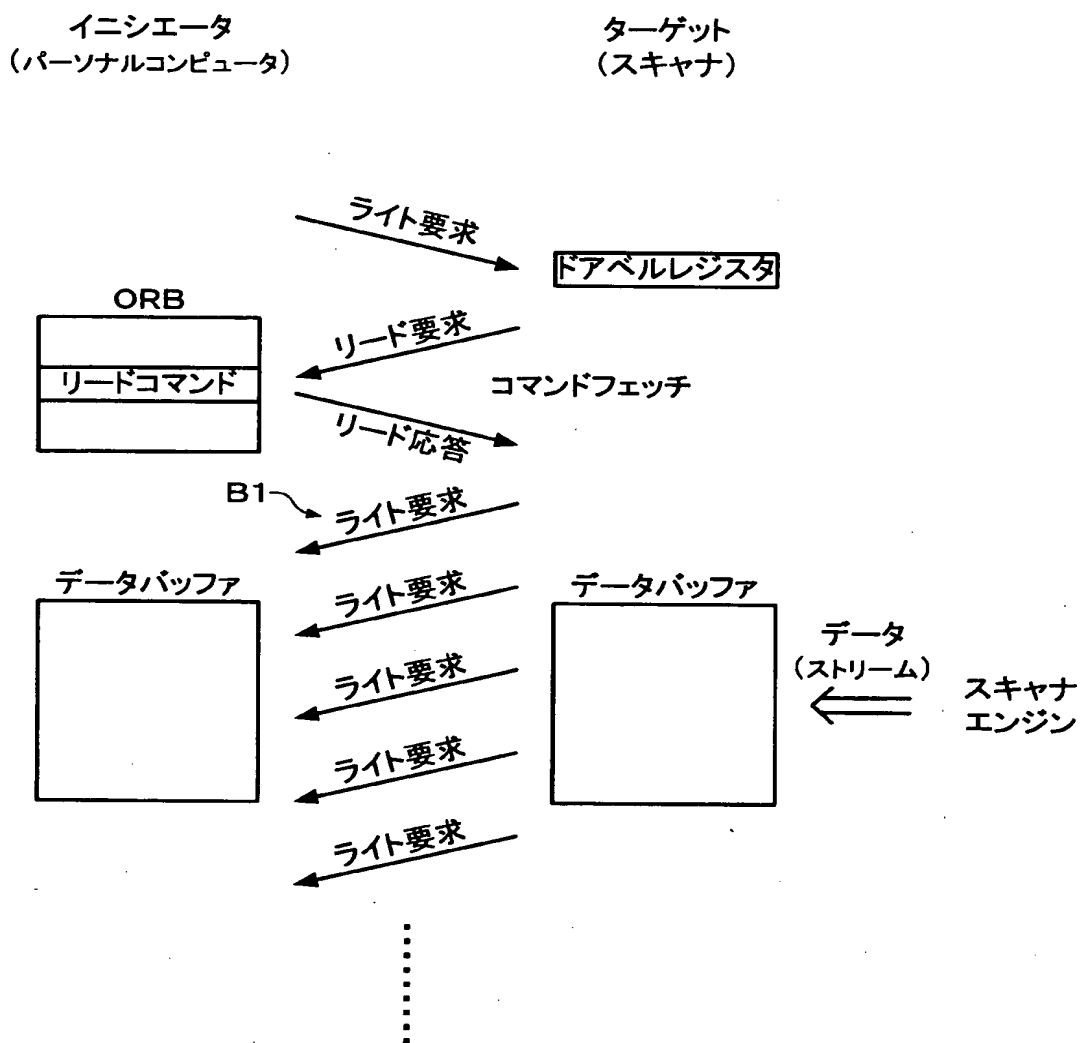 イニシエータ
(パーソナルコンピュータ)
ターゲット
(スキャナ)
ライト要求
ドアベルレジスタ
ORB
リード要求
リードコマンド
コマンドフェッチ
リード応答
B1
ライト要求
データバッファ
ライト要求
データバッファ
ライト要求
データ
(ストリーム)
スキャナ
エンジン
ライト要求
ライト要求